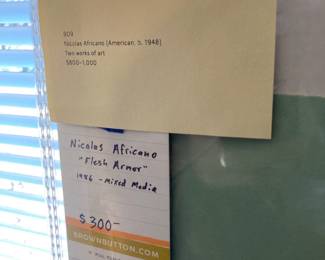 909
Nicolas Africano (American, b. 1948)
Two works of art
$800-1,000
Nicolas Africano
"Flesh Armor"
1986 - Mixed Media
$300-
BROWNBUTTON.COM